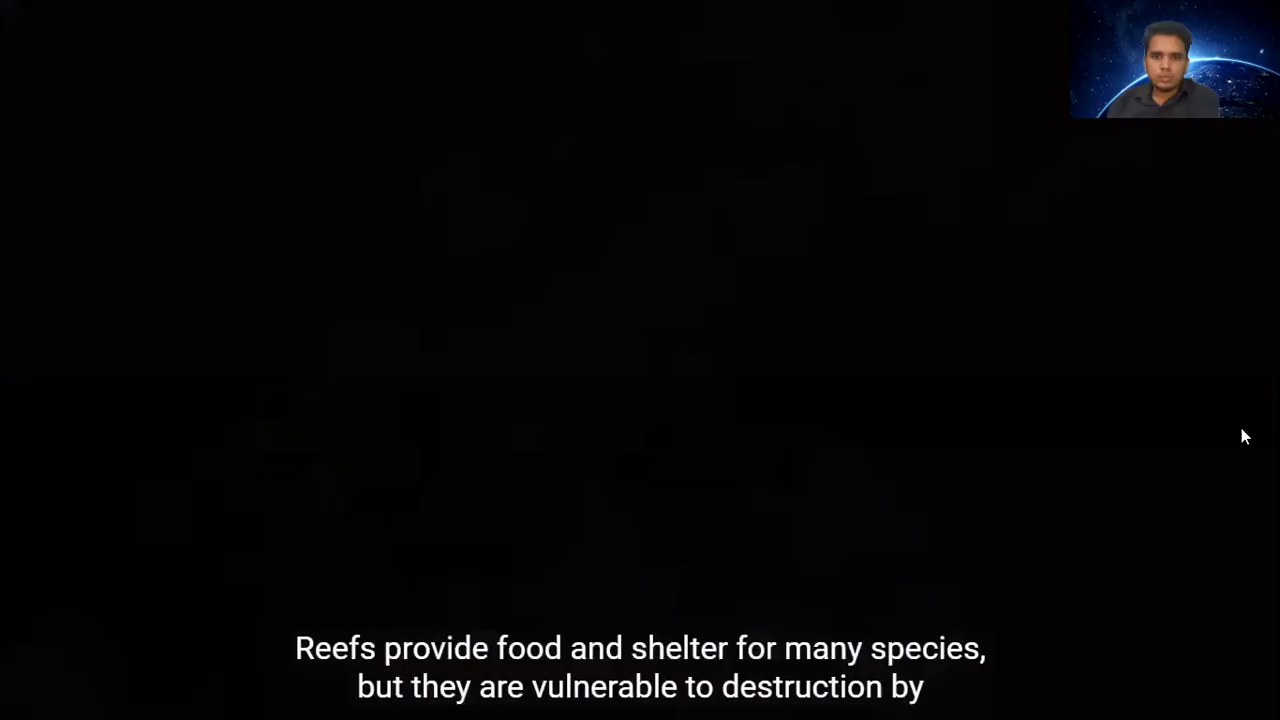 Reefs provide food and shelter for many species,
but they are vulnerable to destruction by